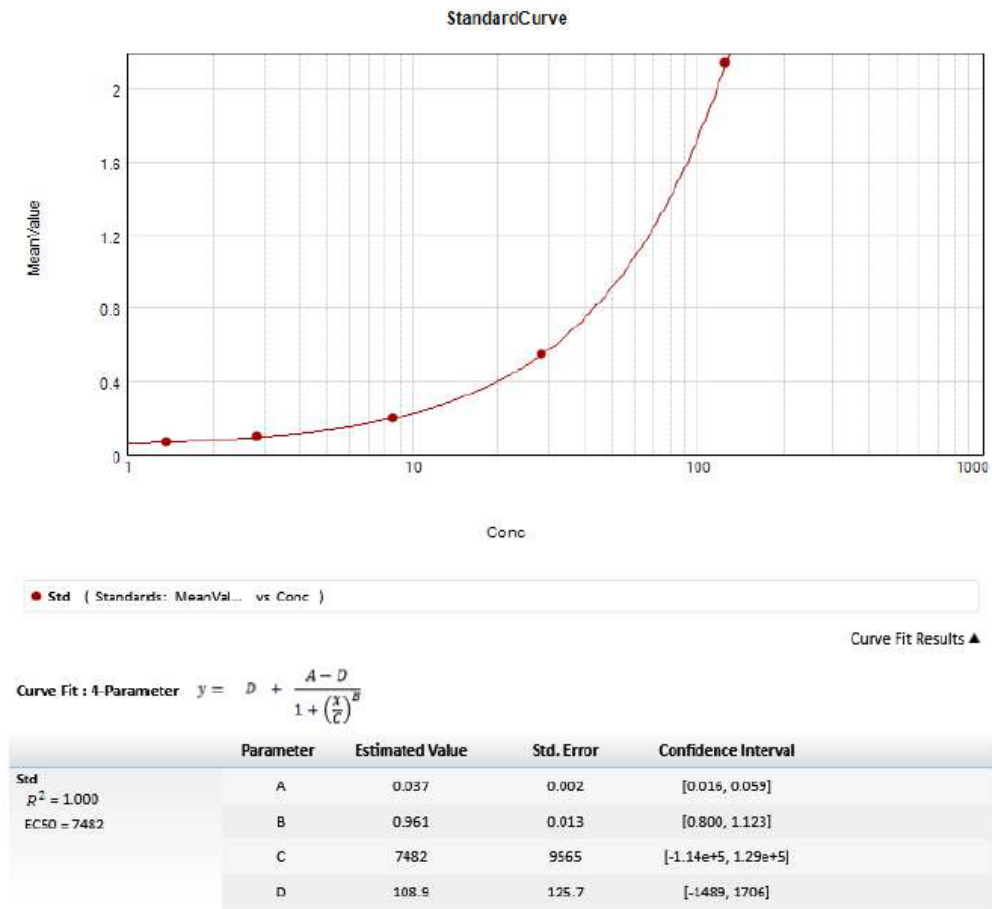 StandardCurve
2
1.6
1.2
0.8
0.4
0
MeanValue
1 10 100 1000
Conc
Std ( Standards: MeanVal... vs Conc )
Curve Fit Results ▲
Curve Fit : 4-Parameter y = D + \frac{A - D}{1 + (\frac{x}{C})^B}
Parameter Estimated Value Std. Error Confidence Interval
Std
R² = 1.000
EC50 = 7482
A 0.037 0.002 [0.016, 0.059]
B 0.961 0.013 [0.800, 1.123]
C 7482 9565 [-1.14e+5, 1.29e+5]
D 108.9 125.7 [-1489, 1706]